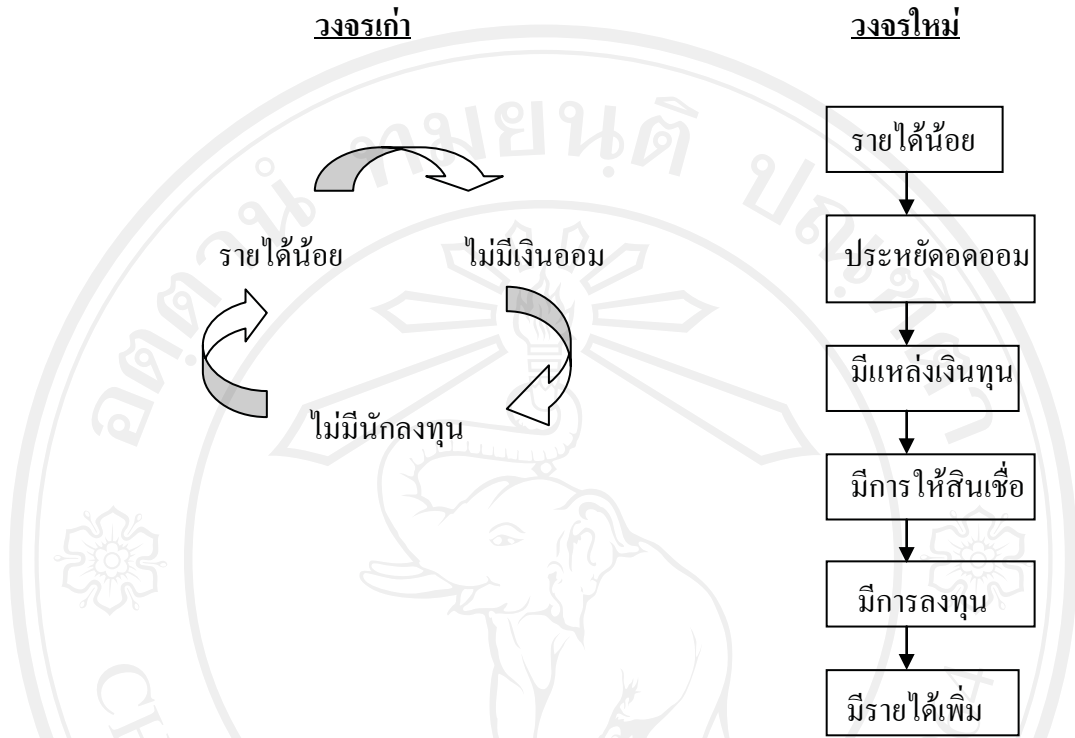 วงจรเก่า
วงจรใหม่
รายได้น้อย
ไม่มีเงินออม
ไม่มีนักลงทุน
รายได้น้อย
ประหยัดอดออม
มีแหล่งเงินทุน
มีการให้สินเชื่อ
มีการลงทุน
มีรายได้เพิ่ม